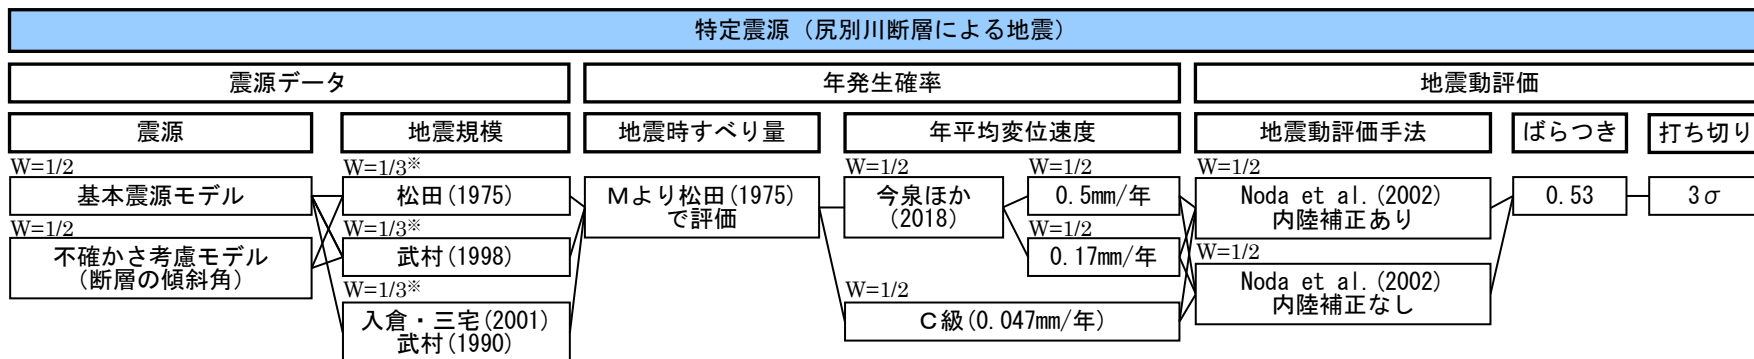 特定震源（尻別川断層による地震）
震源データ
年発生確率
地震動評価
震源
地震規模
地震時すべり量
年平均変位速度
地震動評価手法
ばらつき
打ち切り
W=1/2
基本震源モデル
W=1/2
不確かさ考慮モデル
（断層の傾斜角）
W=1/3※
松田(1975)
W=1/3※
武村(1998)
W=1/3※
入倉・三宅(2001)
武村(1990)
Ｍより松田(1975)
で評価
W=1/2
今泉ほか
(2018)
W=1/2
0.5mm/年
W=1/2
0.17mm/年
W=1/2
Ｃ級(0.047mm/年)
W=1/2
Noda et al.(2002)
内陸補正あり
W=1/2
Noda et al.(2002)
内陸補正なし
0.53
3σ